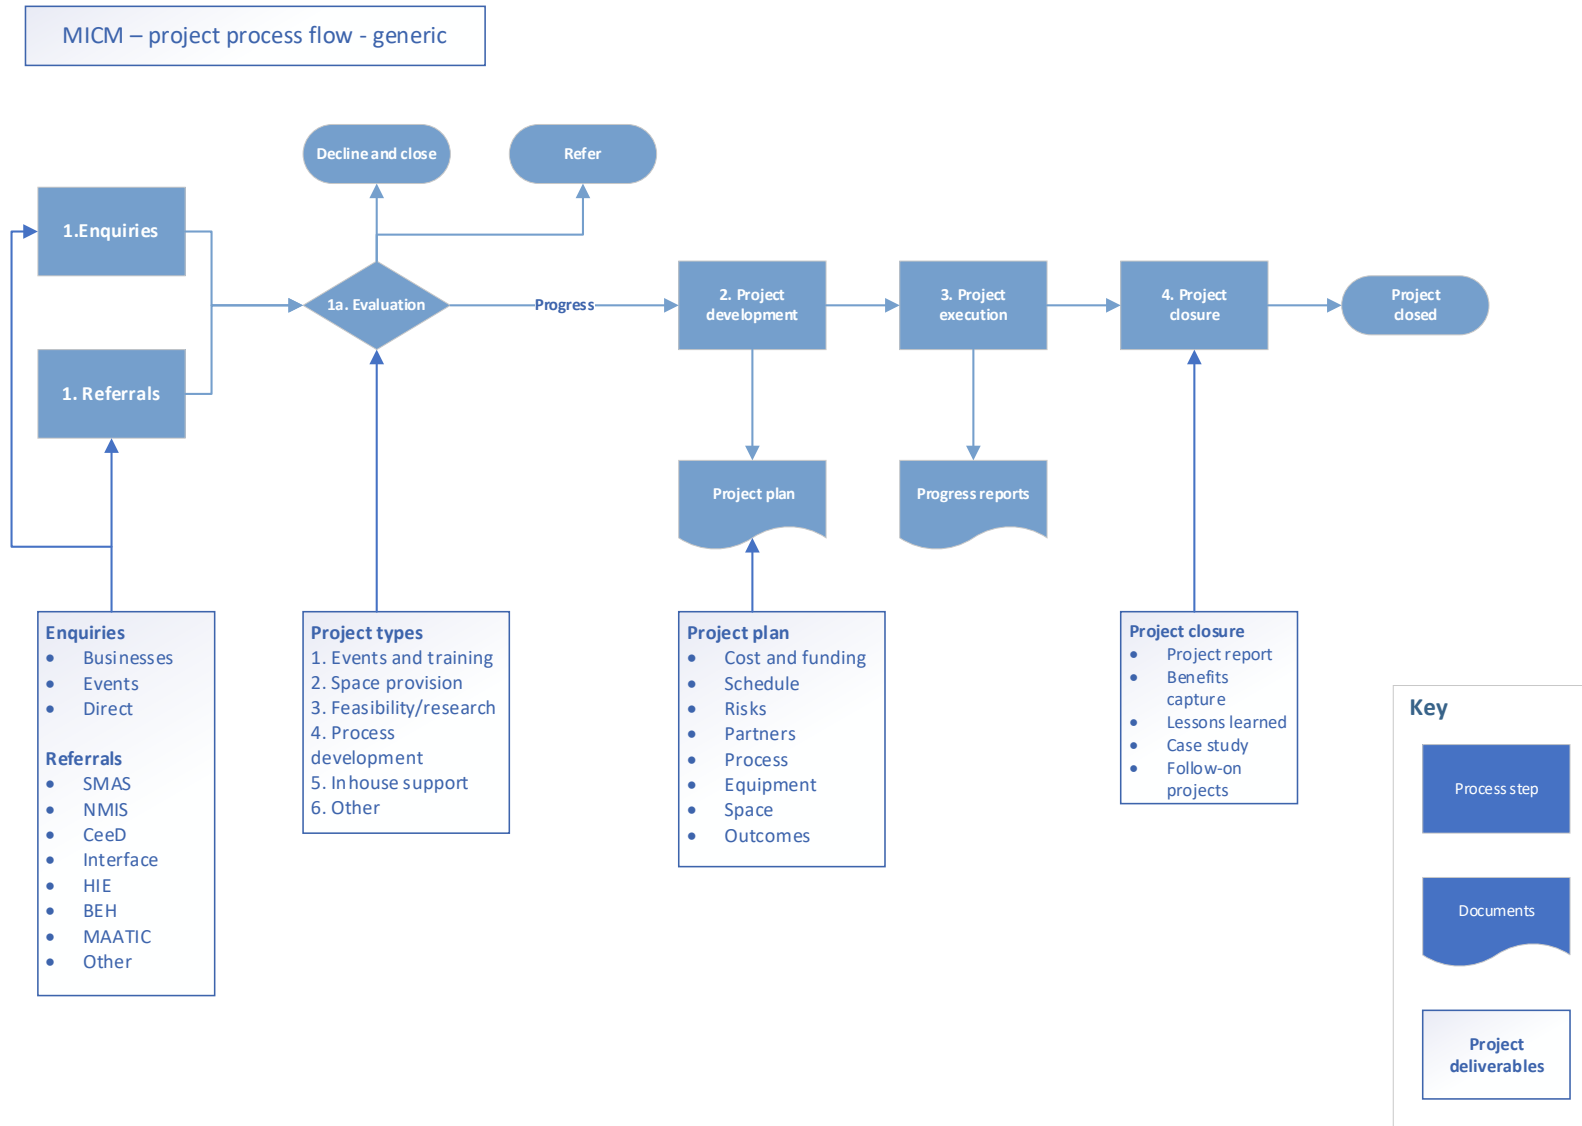 MICM – project process flow - generic
Decline and close
Refer
1.Enquiries
1a. Evaluation
Progress
2. Project
development
3. Project
execution
4. Project
closure
Project
closed
1. Referrals
Project plan
Progress reports
Enquiries
• Businesses
• Events
• Direct
Referrals
• SMAS
• NMIS
• CeeD
• Interface
• HIE
• BEH
• MAATIC
• Other
Project types
1. Events and training
2. Space provision
3. Feasibility/research
4. Process
development
5. Inhouse support
6. Other
Project plan
• Cost and funding
• Schedule
• Risks
• Partners
• Process
• Equipment
• Space
• Outcomes
Project closure
• Project report
• Benefits
capture
• Lessons learned
• Case study
• Follow-on
projects
Key
Process step
Documents
Project
deliverables